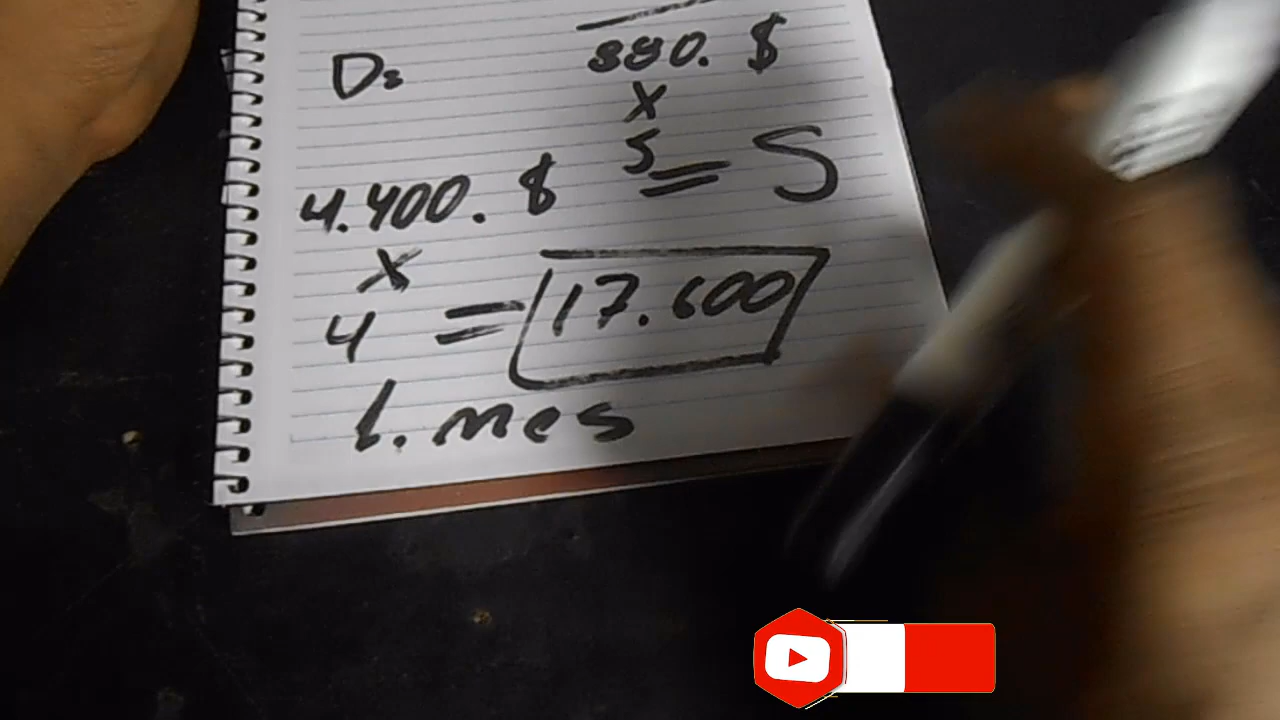 880. $
D=
X
5 = S
4.400. $
X
4 = 17.600
1. mes